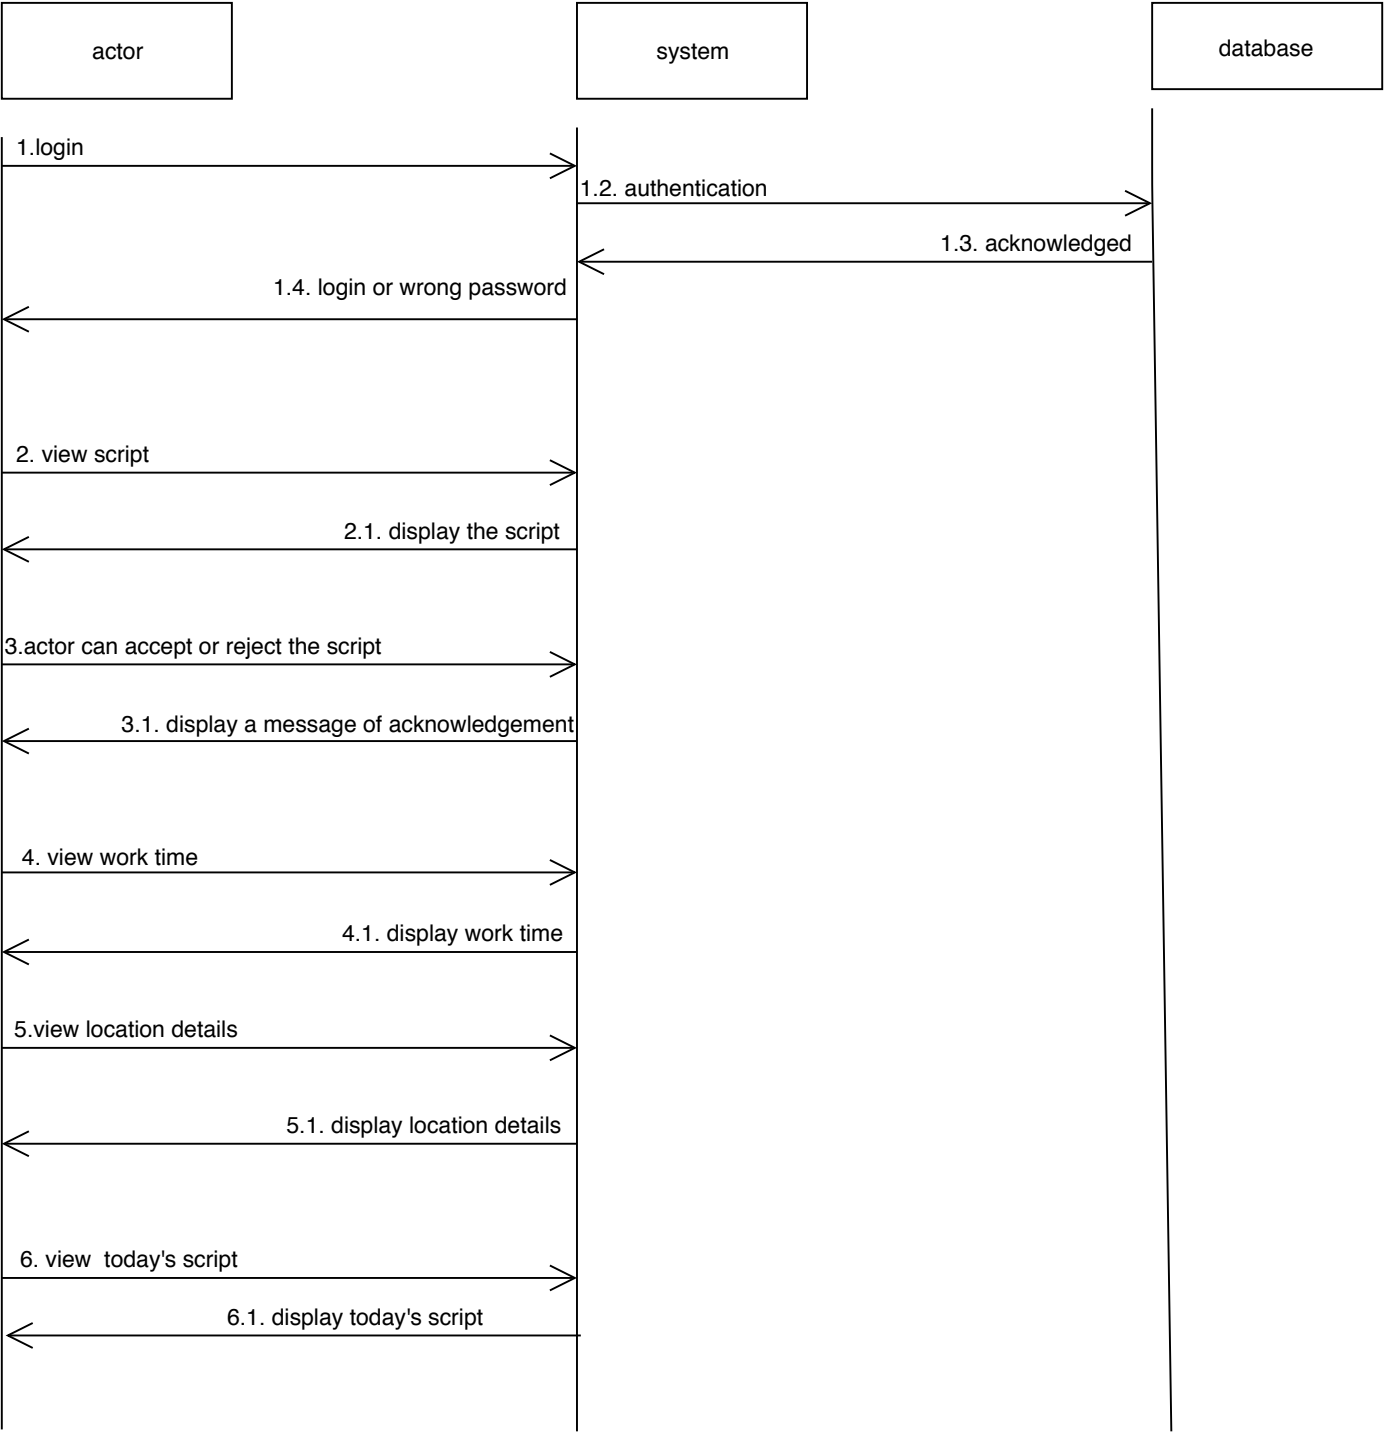 actor
system
database
1.login
1.2. authentication
1.3. acknowledged
1.4. login or wrong password
2. view script
2.1. display the script
3.actor can accept or reject the script
3.1. display a message of acknowledgement
4. view work time
4.1. display work time
5.view location details
5.1. display location details
6. view  today's script
6.1. display today's script